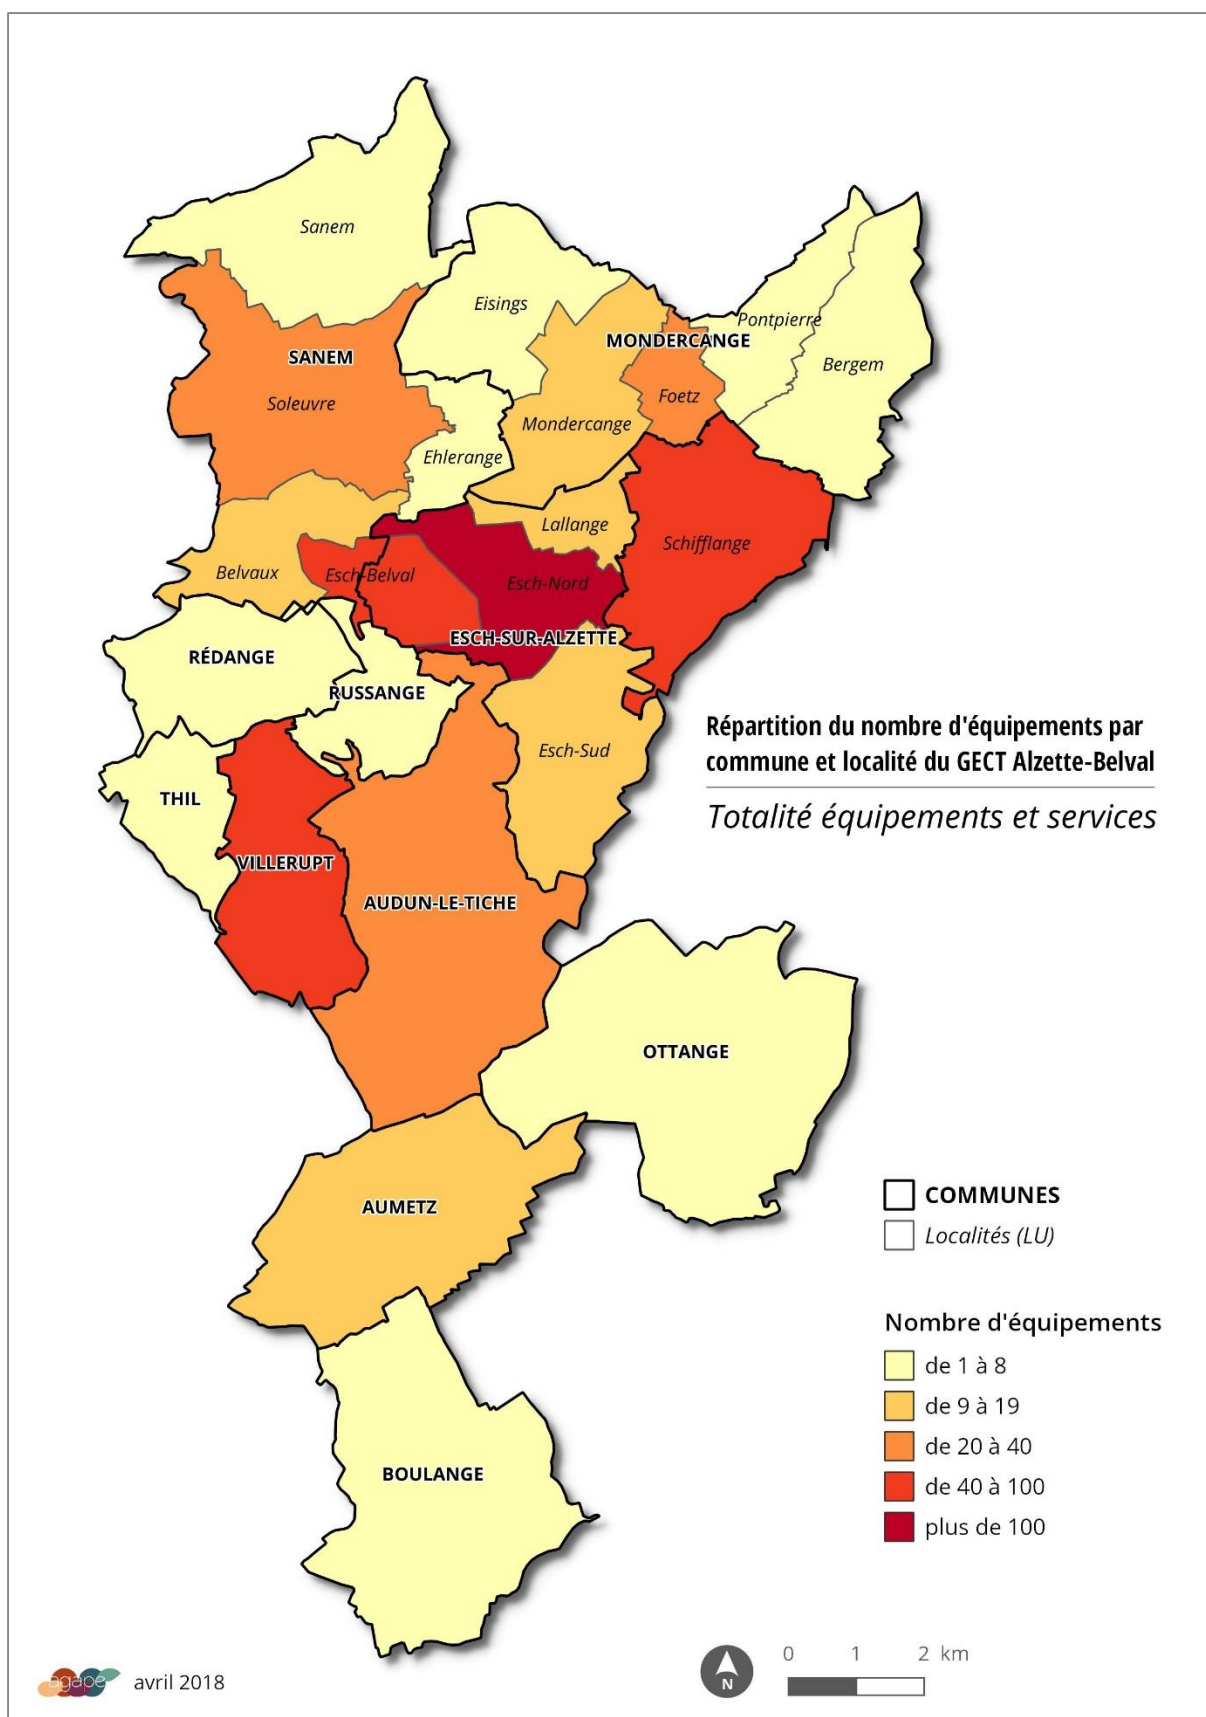 Sanem
Eisings
Pontpierre
MONDERCANGE
SANEM
Bergem
Soleuvre
Foetz
Mondercange
Ehlerange
Lallange
Schifflange
Belvaux
Esch-Belval
Esch-Nord
ESCH-SUR-ALZETTE
RÉDANGE
RUSSANGE
Esch-Sud
THIL
VILLERUPT
AUDUN-LE-TICHE
OTTANGE
AUMETZ
BOULANGE
Répartition du nombre d'équipements par
commune et localité du GECT Alzette-Belval
Totalité équipements et services
COMMUNES
Localités (LU)
Nombre d'équipements
de 1 à 8
de 9 à 19
de 20 à 40
de 40 à 100
plus de 100
agape avril 2018
N
0 1 2 km